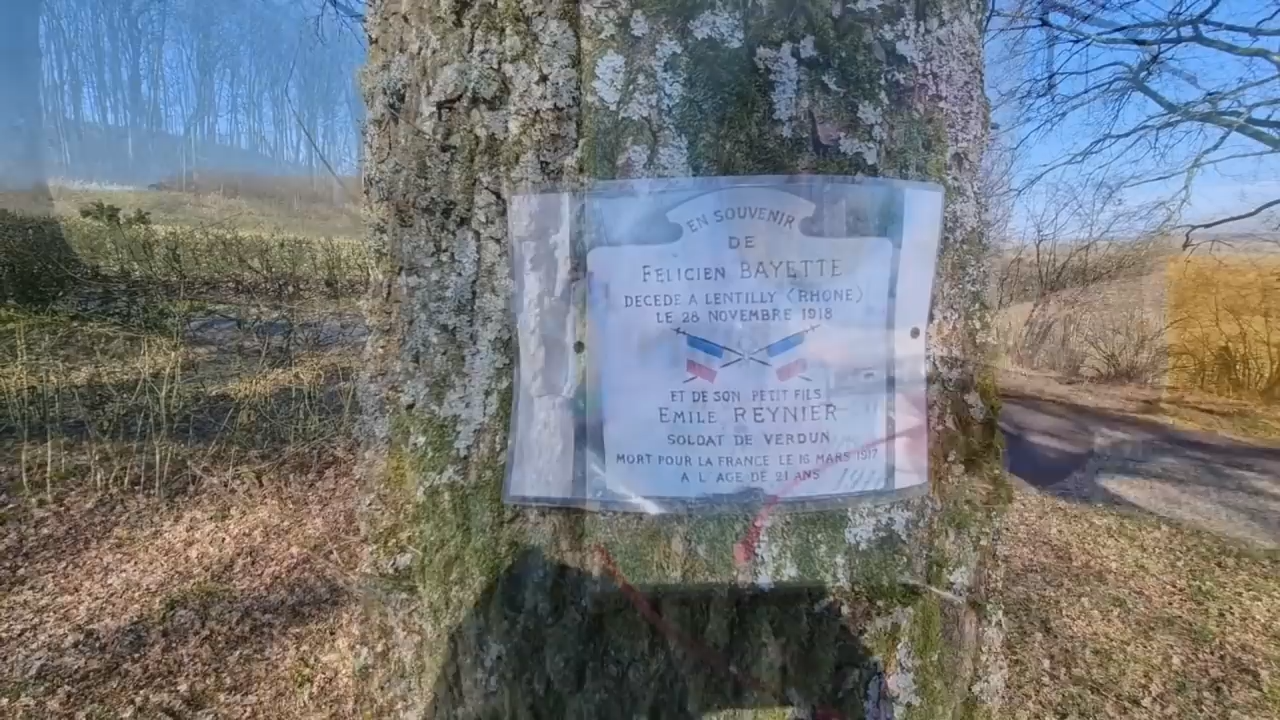 EN SOUVENIR
DE
FELICIEN BAYETTE
DECEDE A LENTILLY (RHONE)
LE 28 NOVEMBRE 1918
ET DE SON PETIT FILS
EMILE REYNIER
SOLDAT DE VERDUN
MORT POUR LA FRANCE LE 16 MARS 1917
A L AGE DE 21 ANS